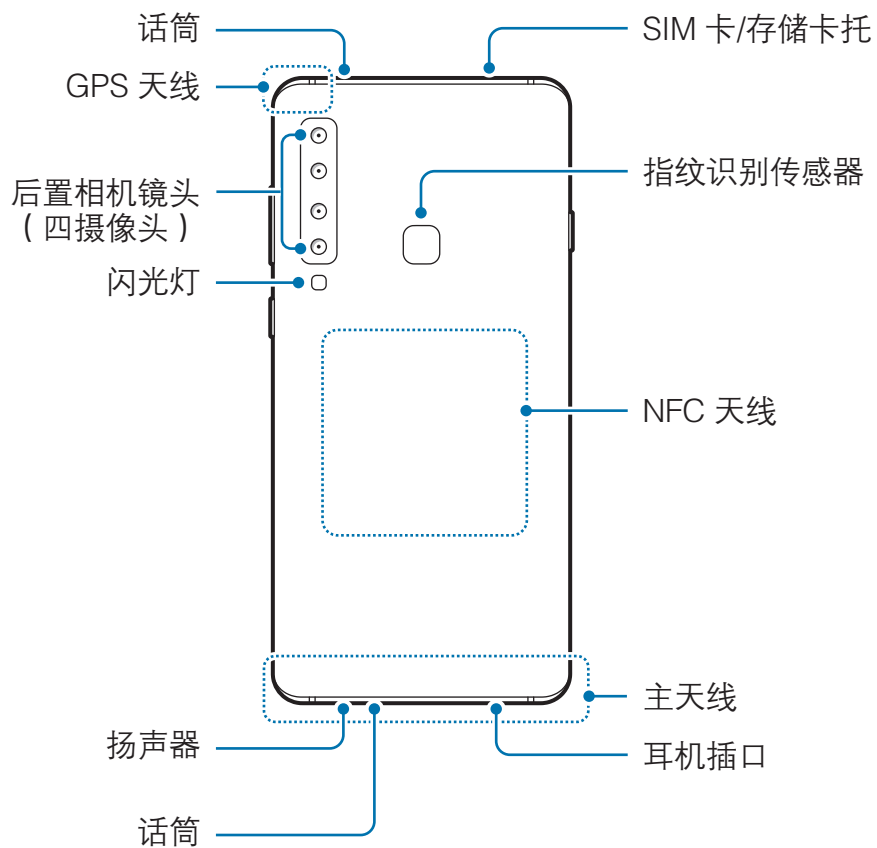 话筒
SIM 卡/存储卡托
GPS 天线
指纹识别传感器
后置相机镜头
（四摄像头）
闪光灯
NFC 天线
主天线
扬声器
耳机插口
话筒